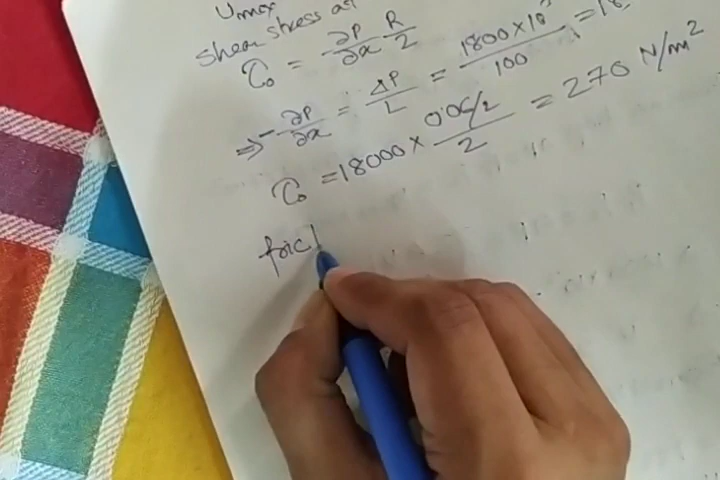 Umax
Shear stress at
τ₀ = ∂P/∂x R/2
⇒ -∂P/∂x = ΔP/L = 1800×10³/100 = 18
τ₀ = 18000 × 0.06/2/2 = 270 N/m²
fric